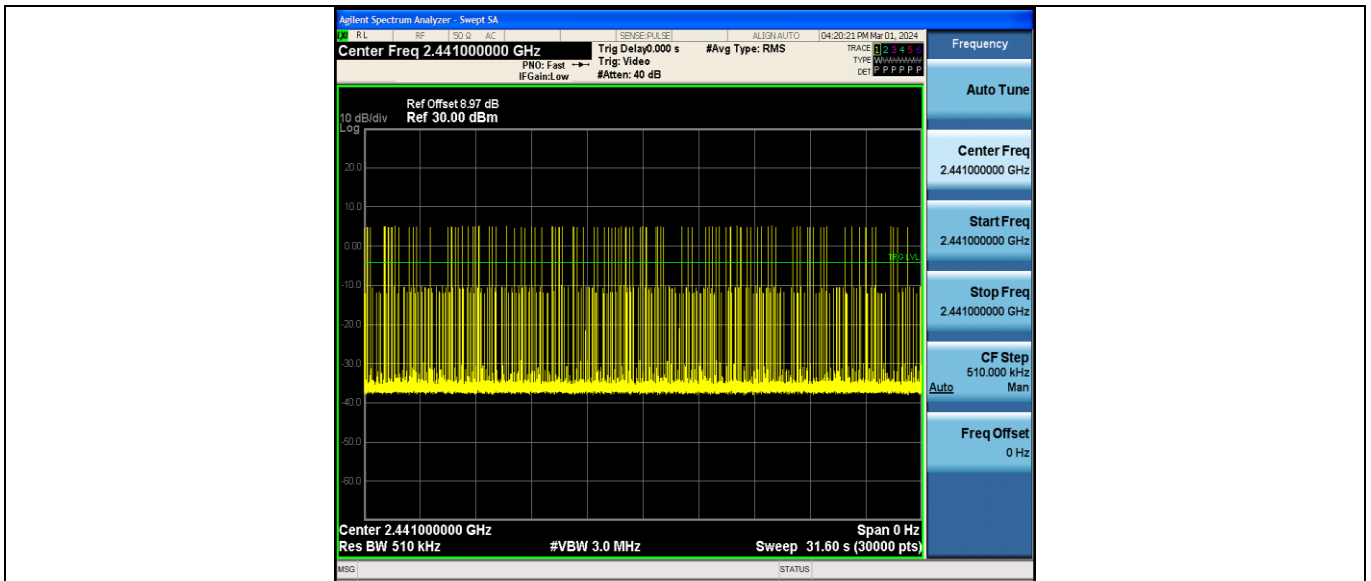 Agilent Spectrum Analyzer - Swept SA
LXI RL RF 50 Ω AC SENSE:PULSE ALIGN AUTO 04:20:21 PM Mar 01, 2024
Center Freq 2.441000000 GHz
Trig Delay0.000 s #Avg Type: RMS TRACE 1 2 3 4 5 6
PNO: Fast Trig: Video TYPE WWWWWW
IFGain:Low #Atten: 40 dB DET P P P P P P
Ref Offset 8.97 dB
10 dB/div Ref 30.00 dBm
Log
20.0
10.0
0.00
TRG LVL
-10.0
-20.0
-30.0
-40.0
-50.0
-60.0
Center 2.441000000 GHz Span 0 Hz
Res BW 510 kHz #VBW 3.0 MHz Sweep 31.60 s (30000 pts)
MSG STATUS
Frequency
Auto Tune
Center Freq
2.441000000 GHz
Start Freq
2.441000000 GHz
Stop Freq
2.441000000 GHz
CF Step
510.000 kHz
Auto Man
Freq Offset
0 Hz